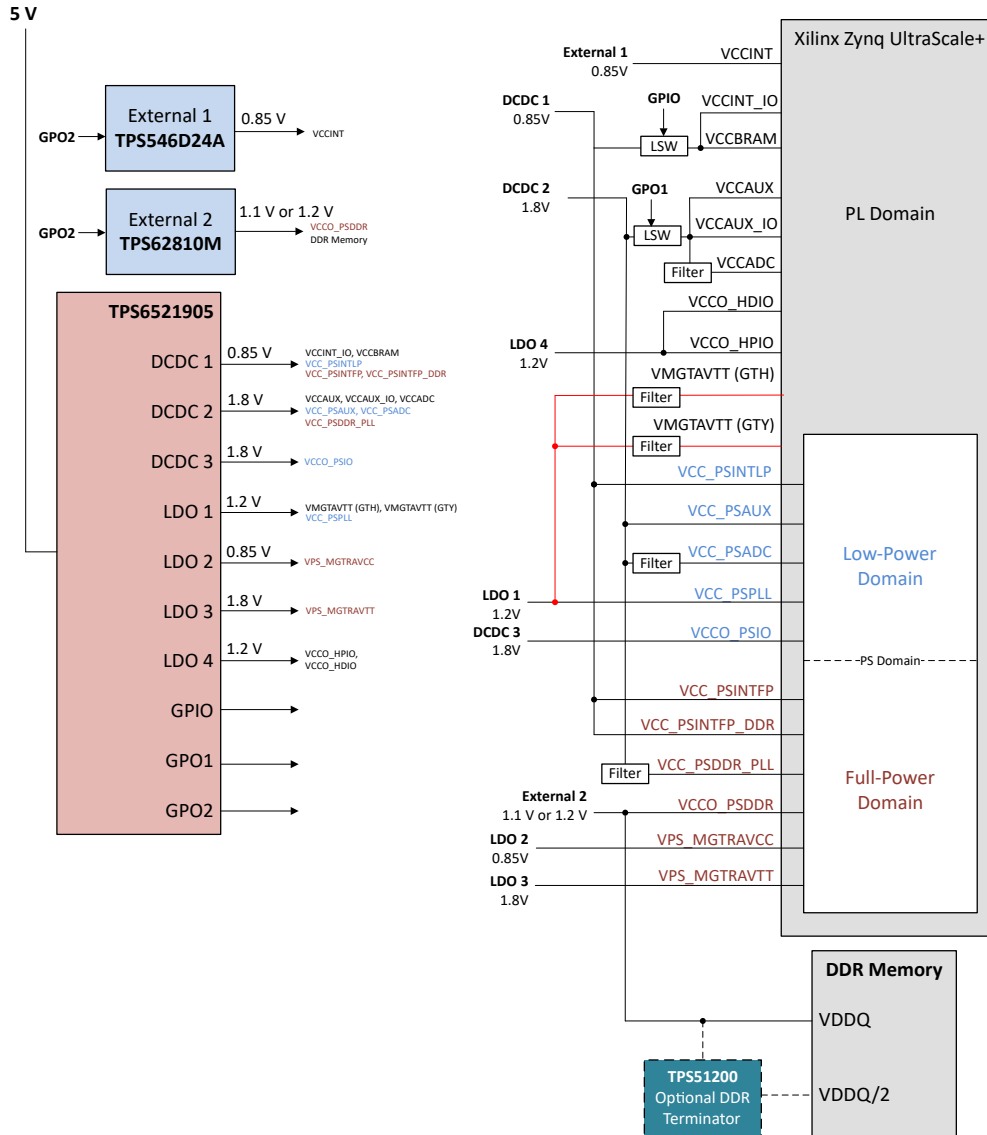 5 V
External 1
TPS546D24A
GPO2
0.85 V
VCCINT
External 2
TPS62810M
GPO2
1.1 V or 1.2 V
VCCO_PSDDR
DDR Memory
TPS6521905
DCDC 1
0.85 V
VCCINT_IO, VCCBRAM
VCC_PSINTLP
VCC_PSINTFP, VCC_PSINTFP_DDR
DCDC 2
1.8 V
VCCAUX, VCCAUX_IO, VCCADC
VCC_PSAUX, VCC_PSADC
VCC_PSDDR_PLL
DCDC 3
1.8 V
VCCO_PSIO
LDO 1
1.2 V
VMGTAVTT (GTH), VMGTAVTT (GTY)
VCC_PSPLL
LDO 2
0.85 V
VPS_MGTRAVCC
LDO 3
1.8 V
VPS_MGTRAVTT
LDO 4
1.2 V
VCCO_HPIO,
VCCO_HDIO
GPIO
GPO1
GPO2
Xilinx Zynq UltraScale+
PL Domain
External 1
0.85V
VCCINT
DCDC 1
0.85V
GPIO
LSW
VCCINT_IO
VCCBRAM
DCDC 2
1.8V
GPO1
LSW
VCCAUX
VCCAUX_IO
Filter
VCCADC
VCCO_HDIO
LDO 4
1.2V
VCCO_HPIO
VMGTAVTT (GTH)
Filter
VMGTAVTT (GTY)
Filter
VCC_PSINTLP
VCC_PSAUX
Filter
VCC_PSADC
Low-Power
Domain
LDO 1
1.2V
VCC_PSPLL
DCDC 3
1.8V
VCCO_PSIO
PS Domain
VCC_PSINTFP
VCC_PSINTFP_DDR
Filter
VCC_PSDDR_PLL
Full-Power
Domain
External 2
1.1 V or 1.2 V
VCCO_PSDDR
LDO 2
0.85V
VPS_MGTRAVCC
LDO 3
1.8V
VPS_MGTRAVTT
DDR Memory
VDDQ
TPS51200
Optional DDR
Terminator
VDDQ/2